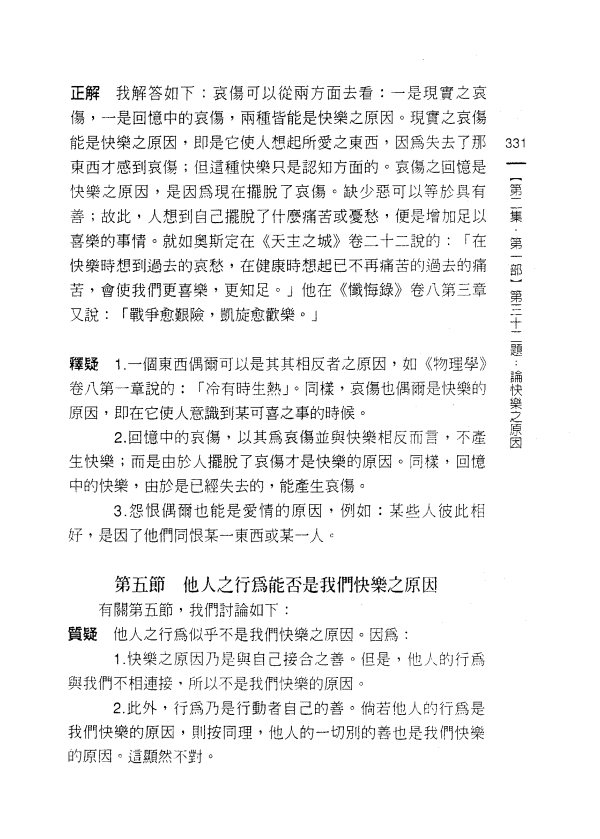 正解　我解答如下：哀傷可以從兩方面去看：一是現實之哀
傷，一是回憶中的哀傷，兩種皆能是快樂之原因。現實之哀傷
能是快樂之原因，即是它使人想起所愛之東西，因爲失去了那
東西才感到哀傷；但這種快樂只是認知方面的。哀傷之回憶是
快樂之原因，是因爲現在擺脫了哀傷。缺少惡可以等於具有
善；故此，人想到自己擺脫了什麼痛苦或憂愁，便是增加足以
喜樂的事情。就如奧斯定在《天主之城》卷二十二說的：「在
快樂時想到過去的哀愁，在健康時想起已不再痛苦的過去的痛
苦，會使我們更喜樂，更知足。」他在《懺悔錄》卷八第三章
又說：「戰爭愈艱險，凱旋愈歡樂。」
釋疑　1.一個東西偶爾可以是其其相反者之原因，如《物理學》
卷八第一章說的：「冷有時生熱」。同樣，哀傷也偶爾是快樂的
原因，即在它使人意識到某可喜之事的時候。
2.回憶中的哀傷，以其爲哀傷並與快樂相反而言，不產
生快樂；而是由於人擺脫了哀傷才是快樂的原因。同樣，回憶
中的快樂，由於是已經失去的，能產生哀傷。
3.怨恨偶爾也能是愛情的原因，例如：某些人彼此相
好，是因了他們同恨某一東西或某一人。
第五節　他人之行爲能否是我們快樂之原因
有關第五節，我們討論如下：
質疑　他人之行爲似乎不是我們快樂之原因。因爲：
1.快樂之原因乃是與自己接合之善。但是，他人的行爲
與我們不相連接，所以不是我們快樂的原因。
2.此外，行爲乃是行動者自己的善。倘若他人的行爲是
我們快樂的原因，則按同理，他人的一切別的善也是我們快樂
的原因。這顯然不對。
331
【第二集．第一部】第三十二題：論快樂之原因